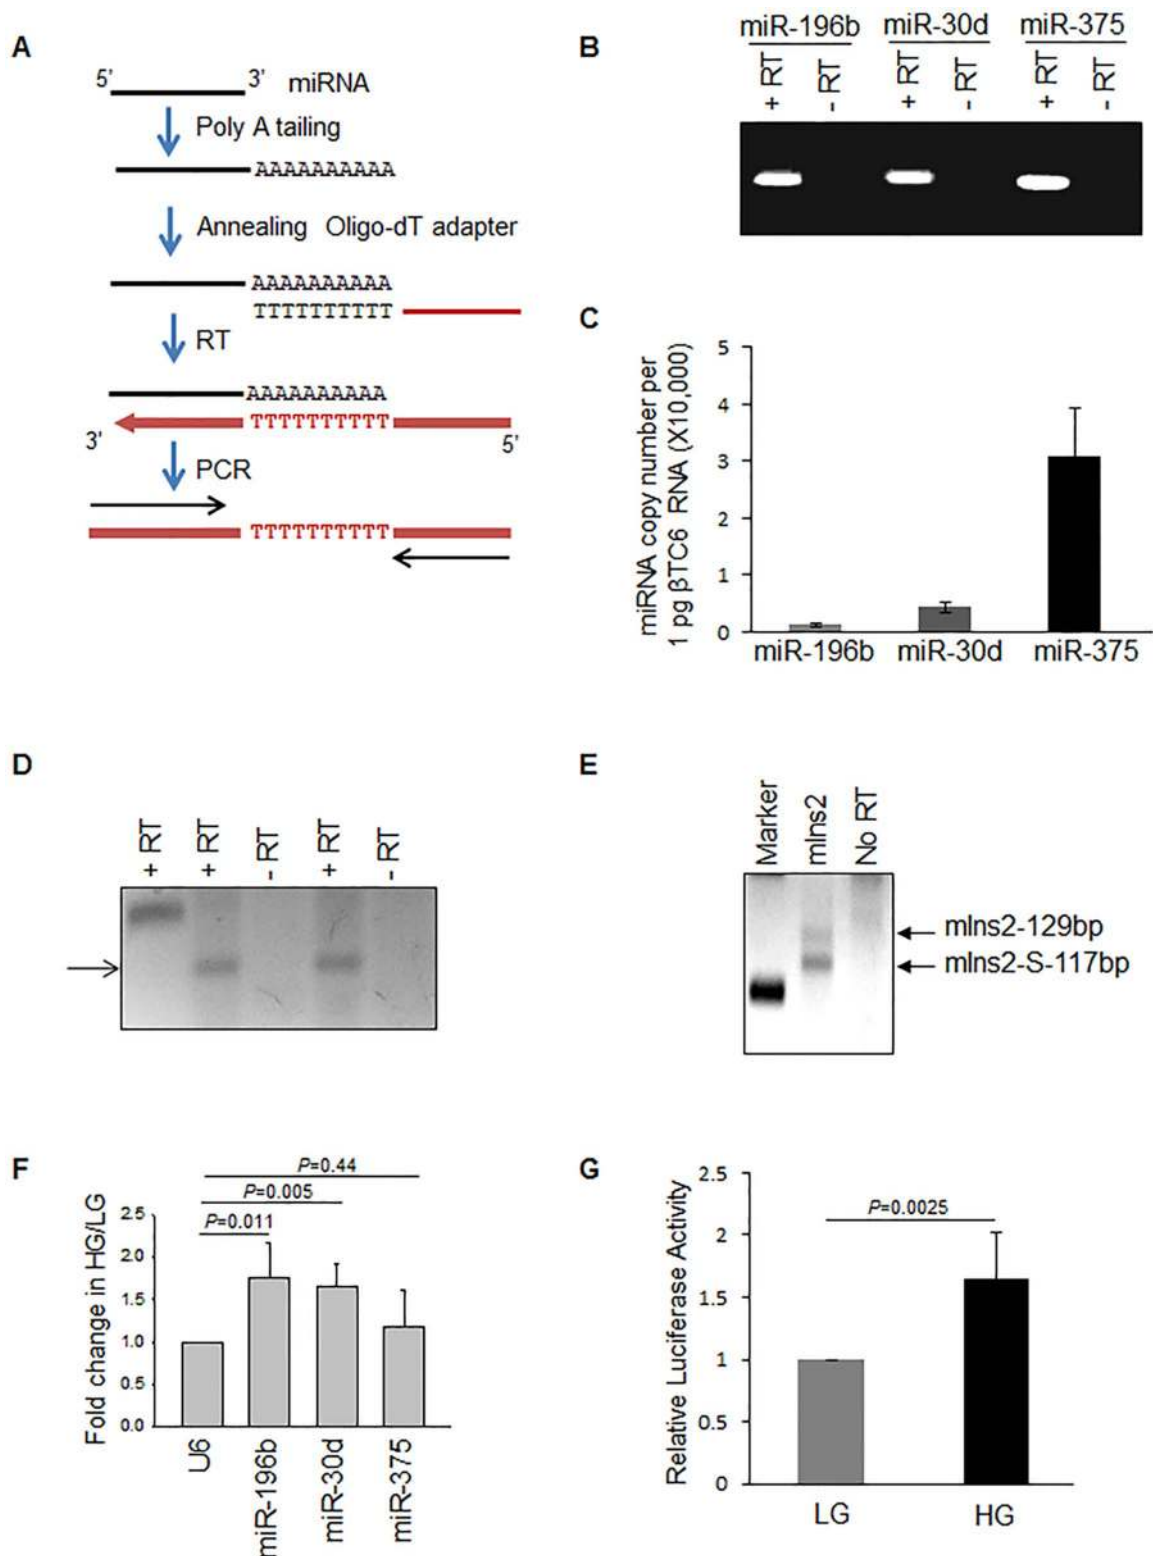 A
5' 3' miRNA
Poly A tailing
AAAAAAAAAA
Annealing Oligo-dT adapter
AAAAAAAAAA
TTTTTTTTTT
RT
AAAAAAAAAA
TTTTTTTTTT
3' 5'
PCR
TTTTTTTTTT
B
miR-196b miR-30d miR-375
+ RT - RT + RT - RT + RT - RT
C
miRNA copy number per
1 pg βTC6 RNA (X10,000)
5
4
3
2
1
0
miR-196b miR-30d miR-375
D
+ RT + RT - RT + RT - RT
E
Marker mIns2 No RT
mIns2-129bp
mIns2-S-117bp
F
P=0.44
P=0.005
P=0.011
Fold change in HG/LG
2.5
2.0
1.5
1.0
0.5
0.0
U6 miR-196b miR-30d miR-375
G
P=0.0025
Relative Luciferase Activity
2.5
2
1.5
1
0.5
0
LG HG